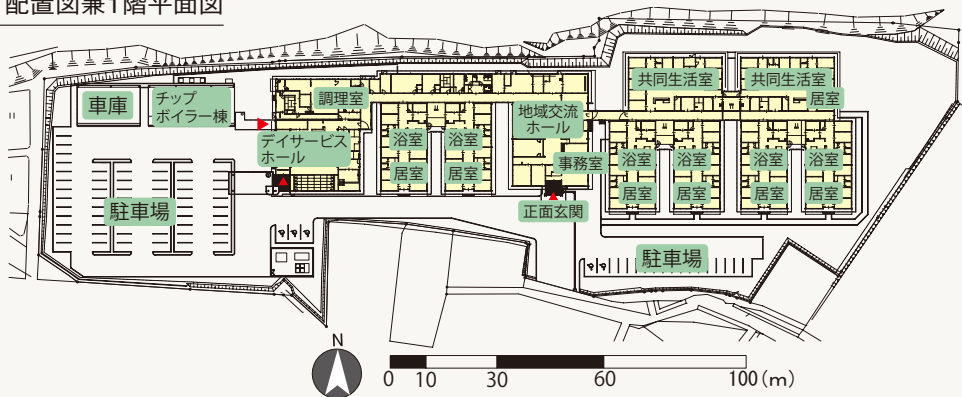 配置図兼1階平面図
車庫
チップ
ボイラー棟
調理室
デイサービス
ホール
駐車場
浴室
浴室
居室
居室
地域交流
ホール
事務室
正面玄関
共同生活室
共同生活室
居室
浴室
浴室
浴室
浴室
居室
居室
居室
居室
駐車場
N
0 10 30 60 100(m)